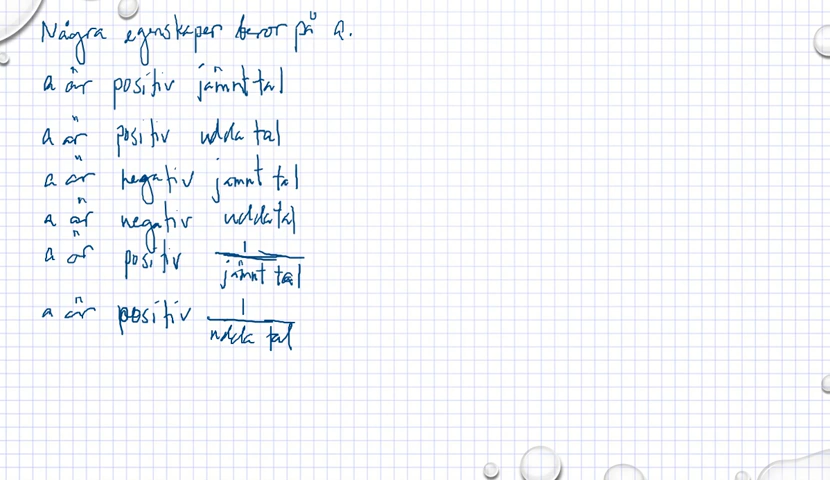 Några egenskaper beror på a.
a är positiv jämnt tal
a är positiv udda tal
a är negativ jämnt tal
a är negativ udda tal
a är positiv 1
jämnt tal
a är positiv 1
udda tal